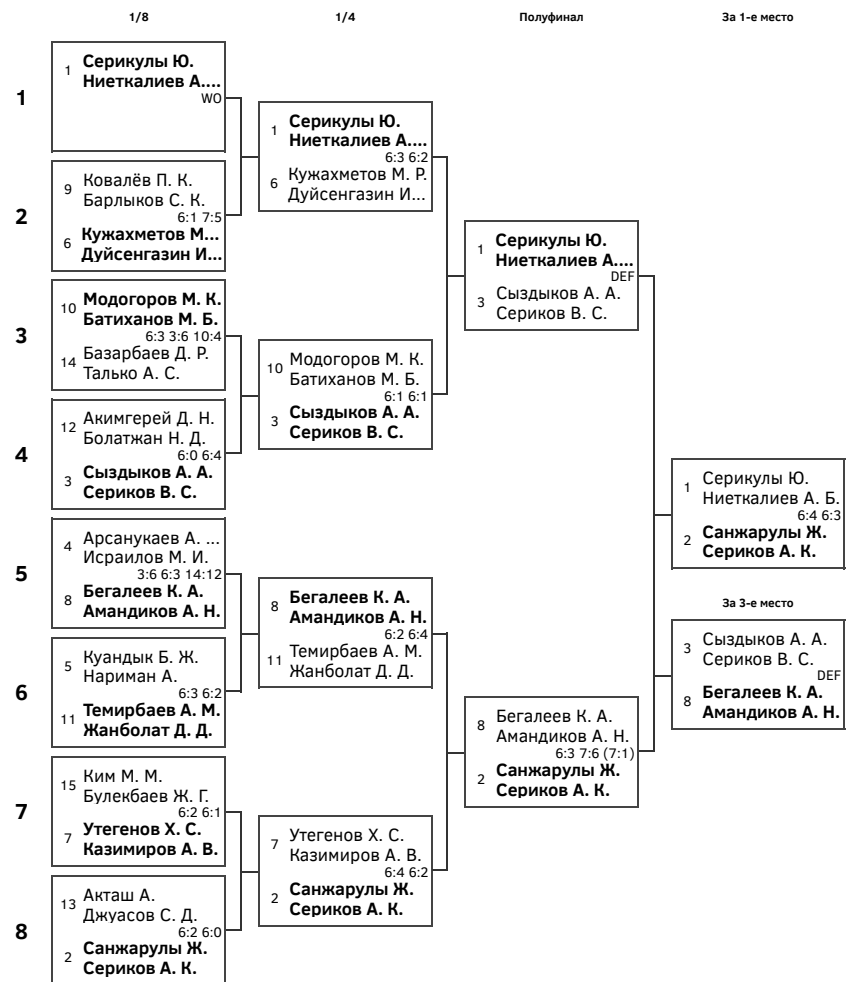 1/8
1/4
Полуфинал
За 1-е место
1
1
Серикулы Ю.
Ниеткалиев А....
WO
2
9
Ковалёв П. К.
Барлыков С. К.
6:1 7:5
6
Кужахметов М...
Дуйсенгазин И...
3
10
Модогоров М. К.
Батиханов М. Б.
6:3 3:6 10:4
14
Базарбаев Д. Р.
Талько А. С.
4
12
Акимгерей Д. Н.
Болатжан Н. Д.
6:0 6:4
3
Сыздыков А. А.
Сериков В. С.
5
4
Арсанукаев А. ...
Исраилов М. И.
3:6 6:3 14:12
8
Бегалеев К. А.
Амандиков А. Н.
6
5
Куандык Б. Ж.
Нариман А.
6:3 6:2
11
Темирбаев А. М.
Жанболат Д. Д.
7
15
Ким М. М.
Булекбаев Ж. Г.
6:2 6:1
7
Утегенов Х. С.
Казимиров А. В.
8
13
Акташ А.
Джуасов С. Д.
6:2 6:0
2
Санжарулы Ж.
Сериков А. К.
1
Серикулы Ю.
Ниеткалиев А....
6:3 6:2
6
Кужахметов М. Р.
Дуйсенгазин И...
10
Модогоров М. К.
Батиханов М. Б.
6:1 6:1
3
Сыздыков А. А.
Сериков В. С.
8
Бегалеев К. А.
Амандиков А. Н.
6:2 6:4
11
Темирбаев А. М.
Жанболат Д. Д.
7
Утегенов Х. С.
Казимиров А. В.
6:4 6:2
2
Санжарулы Ж.
Сериков А. К.
1
Серикулы Ю.
Ниеткалиев А....
DEF
3
Сыздыков А. А.
Сериков В. С.
8
Бегалеев К. А.
Амандиков А. Н.
6:3 7:6 (7:1)
2
Санжарулы Ж.
Сериков А. К.
1
Серикулы Ю.
Ниеткалиев А. Б.
6:4 6:3
2
Санжарулы Ж.
Сериков А. К.
За 3-е место
3
Сыздыков А. А.
Сериков В. С.
DEF
8
Бегалеев К. А.
Амандиков А. Н.